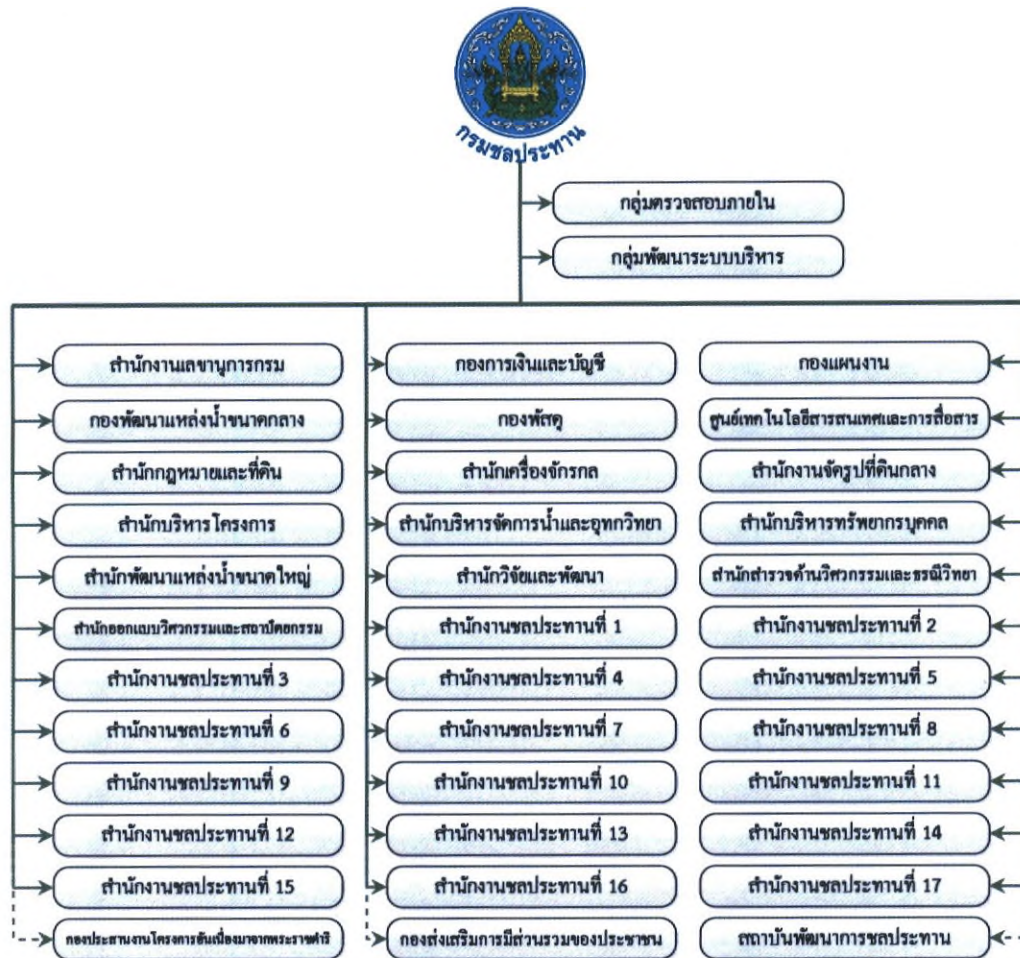 กรมชลประทาน
กลุ่มตรวจสอบภายใน
กลุ่มพัฒนาระบบบริหาร
สำนักงานเลขานุการกรม
กองการเงินและบัญชี
กองแผนงาน
กองพัฒนาแหล่งน้ำขนาดกลาง
กองพัสดุ
ศูนย์เทคโนโลยีสารสนเทศและการสื่อสาร
สำนักกฎหมายและที่ดิน
สำนักเครื่องจักรกล
สำนักงานจัดรูปที่ดินกลาง
สำนักบริหารโครงการ
สำนักบริหารจัดการน้ำและอุทกวิทยา
สำนักบริหารทรัพยากรบุคคล
สำนักพัฒนาแหล่งน้ำขนาดใหญ่
สำนักวิจัยและพัฒนา
สำนักสำรวจด้านวิศวกรรมและธรณีวิทยา
สำนักออกแบบวิศวกรรมและสถาปัตยกรรม
สำนักงานชลประทานที่ 1
สำนักงานชลประทานที่ 2
สำนักงานชลประทานที่ 3
สำนักงานชลประทานที่ 4
สำนักงานชลประทานที่ 5
สำนักงานชลประทานที่ 6
สำนักงานชลประทานที่ 7
สำนักงานชลประทานที่ 8
สำนักงานชลประทานที่ 9
สำนักงานชลประทานที่ 10
สำนักงานชลประทานที่ 11
สำนักงานชลประทานที่ 12
สำนักงานชลประทานที่ 13
สำนักงานชลประทานที่ 14
สำนักงานชลประทานที่ 15
สำนักงานชลประทานที่ 16
สำนักงานชลประทานที่ 17
กองประสานงานโครงการอันเนื่องมาจากพระราชดำริ
กองส่งเสริมการมีส่วนรวมของประชาชน
สถาบันพัฒนาการชลประทาน